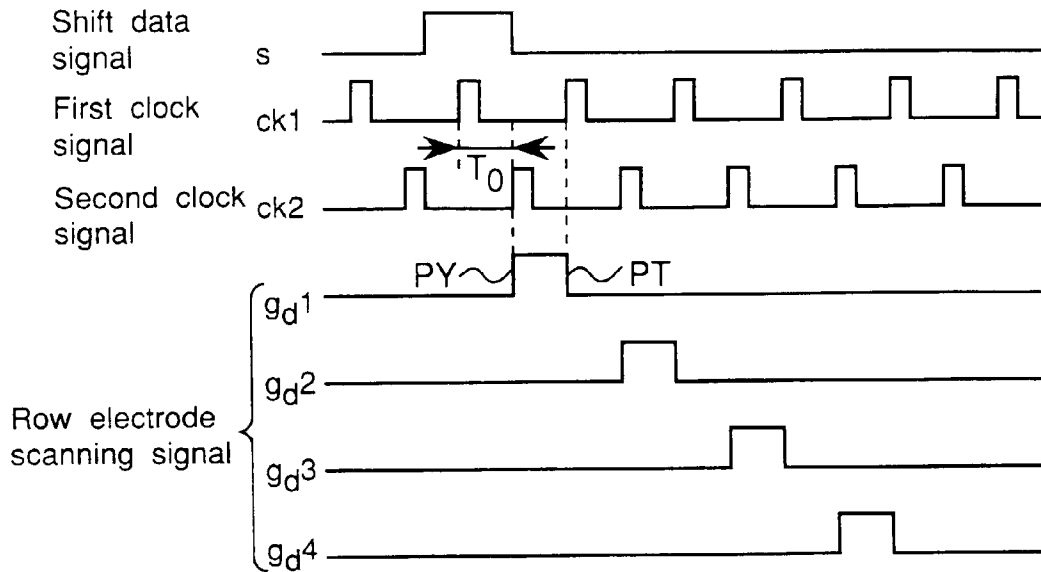 Shift data
signal s
First clock
signal ck1
T0
Second clock ck2
signal
PY PT
gd1
gd2
Row electrode
scanning signal
gd3
gd4